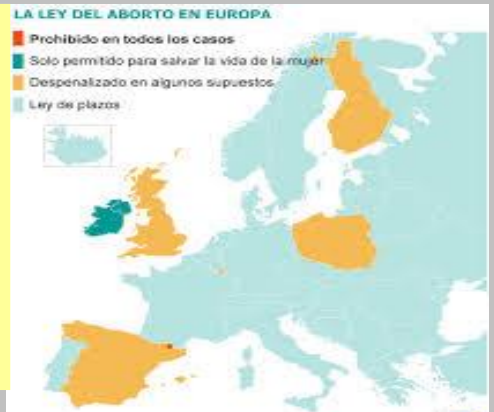 LA LEY DEL ABORTO EN EUROPA
Prohibido en todos los casos
Solo permitido para salvar la vida de la mujer
Despenalizado en algunos supuestos
Ley de plazos